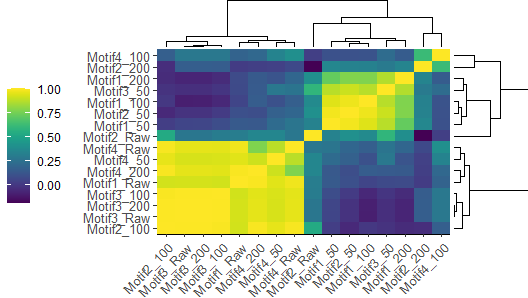 1.00
0.75
0.50
0.25
0.00
Motif4_100
Motif2_200
Motif1_200
Motif3_50
Motif1_100
Motif2_50
Motif1_50
Motif2_Raw
Motif4_Raw
Motif4_50
Motif4_200
Motif1_Raw
Motif3_100
Motif3_200
Motif3_Raw
Motif2_100
Motif2_100
Motif3_Raw
Motif3_200
Motif3_100
Motif1_Raw
Motif4_200
Motif4_50
Motif4_Raw
Motif2_Raw
Motif1_50
Motif2_50
Motif1_100
Motif3_50
Motif1_200
Motif2_200
Motif4_100